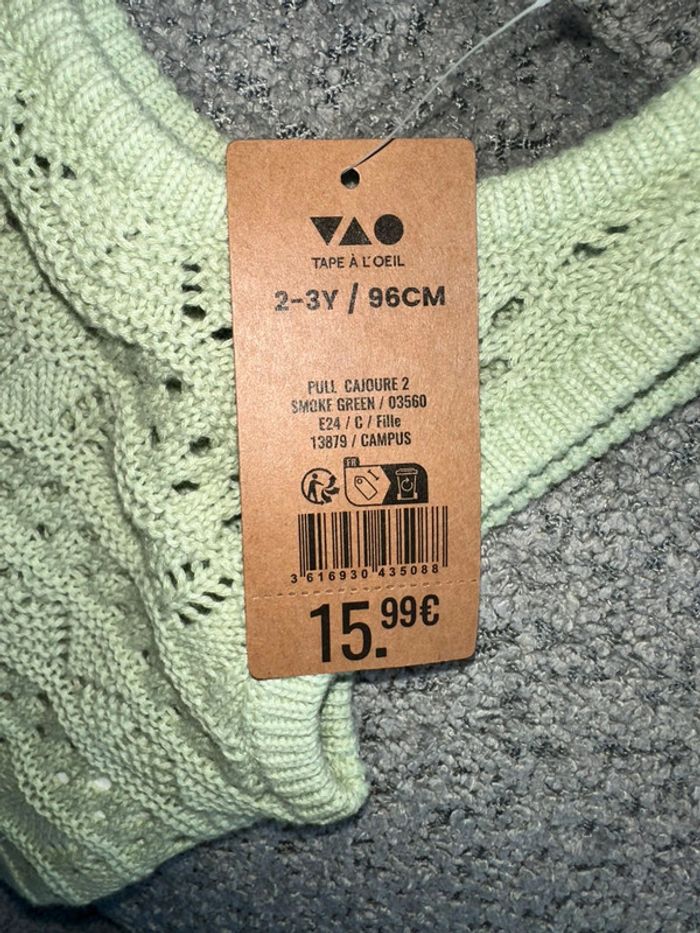 TAPE À L'OEIL
2-3Y / 96CM
PULL CAJOURE 2
SMOKE GREEN / 03560
E24 / C / Fille
13879 / CAMPUS
FR
3 616930 435088
15.99€